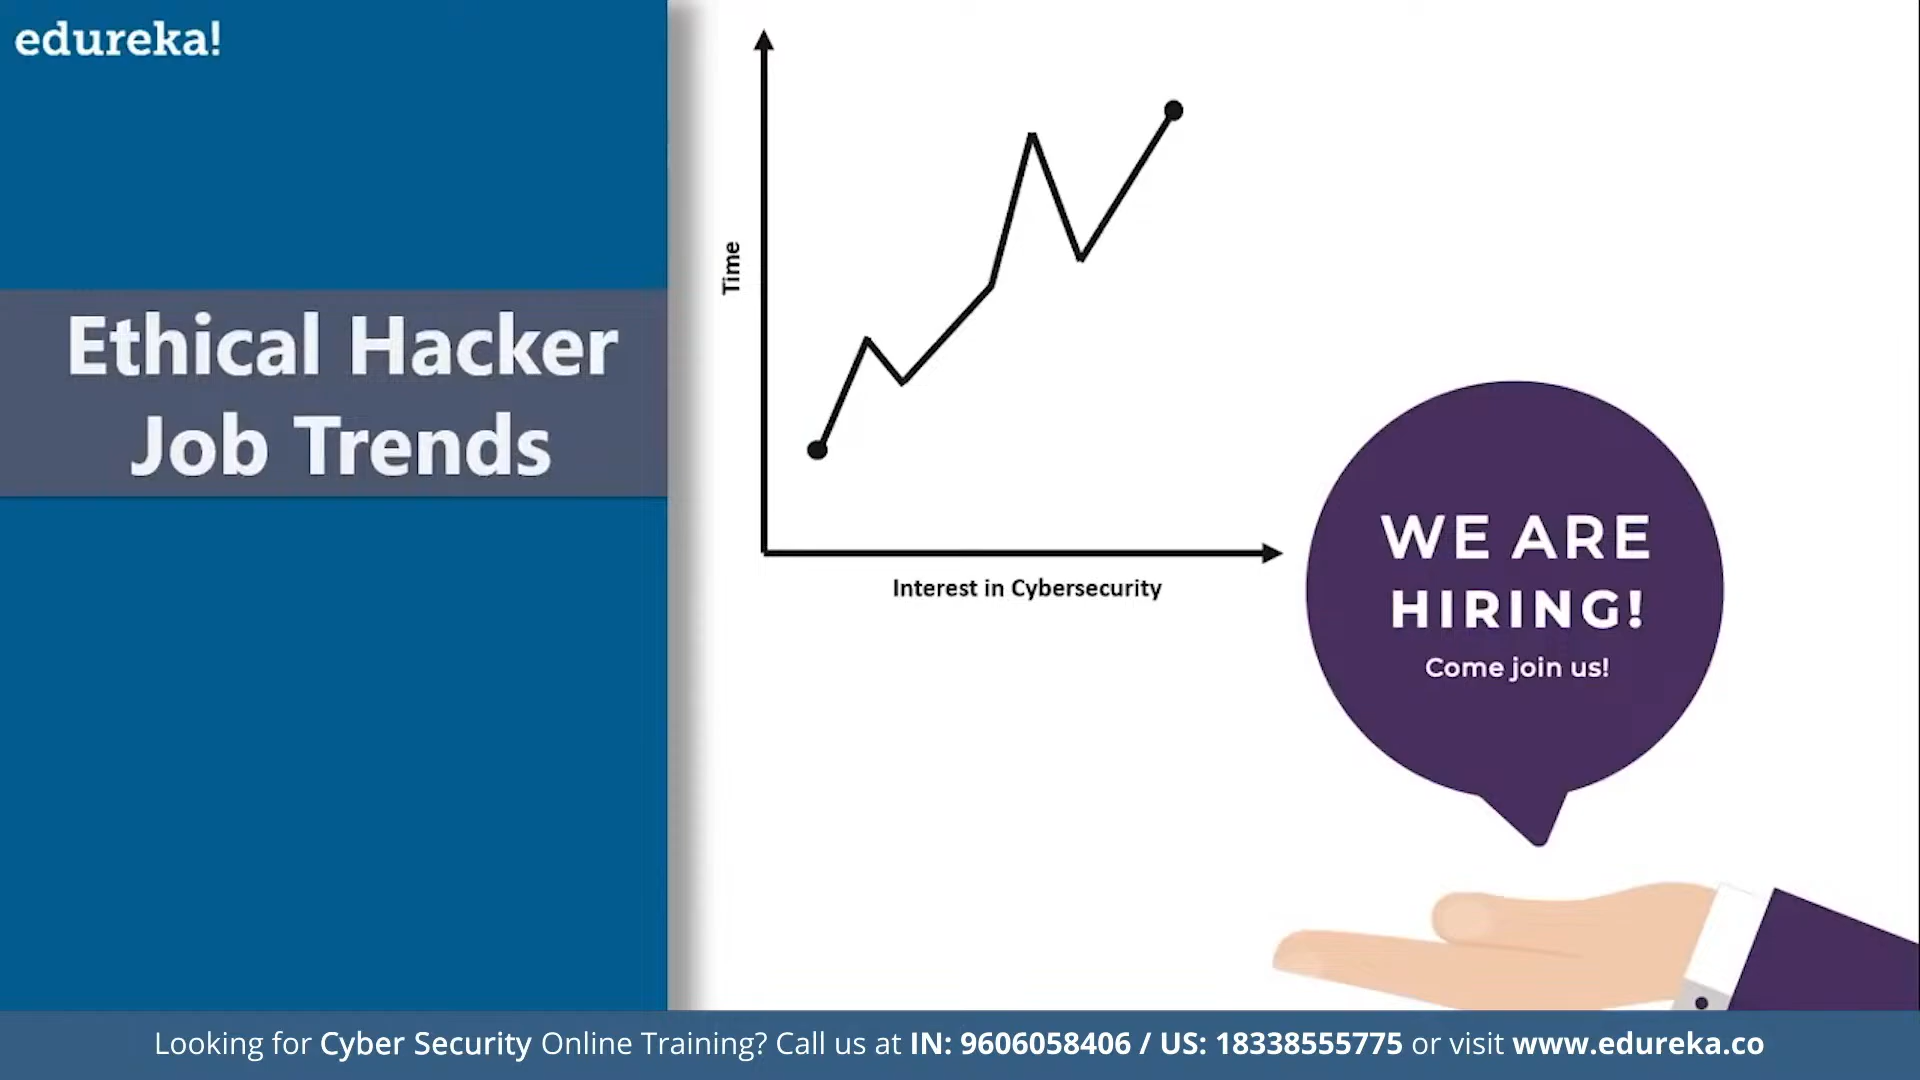 edureka!
Ethical Hacker
Job Trends
Time
Interest in Cybersecurity
WE ARE
HIRING!
Come join us!
Looking for Cyber Security Online Training? Call us at IN: 9606058406 / US: 18338555775 or visit www.edureka.co